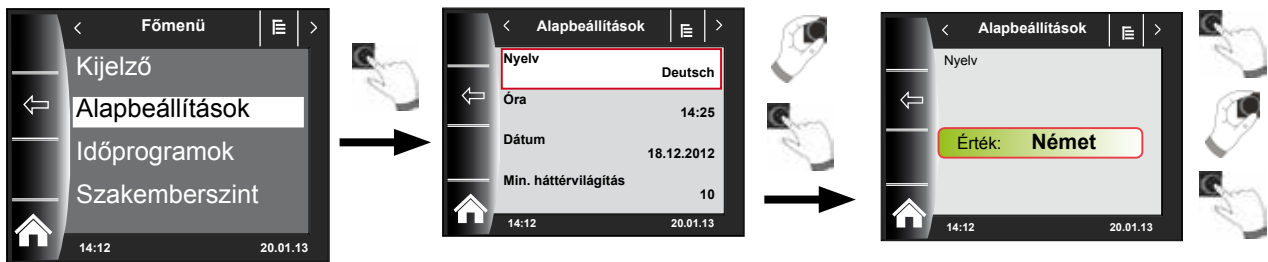 Főmenü
Kijelző
Alapbeállítások
Időprogramok
Szakemberszint
14:12 20.01.13
Alapbeállítások
Nyelv
Deutsch
Óra
14:25
Dátum
18.12.2012
Min. háttérvilágítás
10
14:12 20.01.13
Alapbeállítások
Nyelv
Érték: Német
14:12 20.01.13